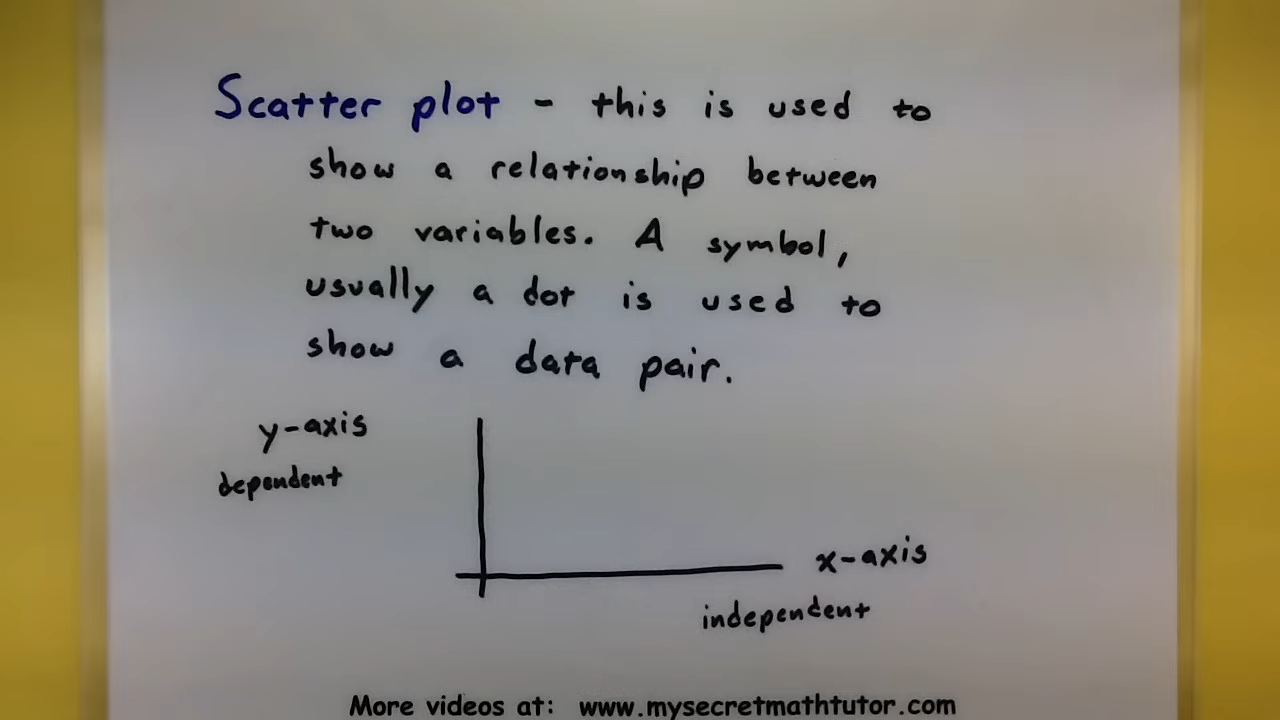 Scatter plot - this is used to
show a relationship between
two variables. A symbol,
usually a dot is used to
show a data pair.
y-axis
dependent
x-axis
independent
More videos at: www.mysecretmathtutor.com